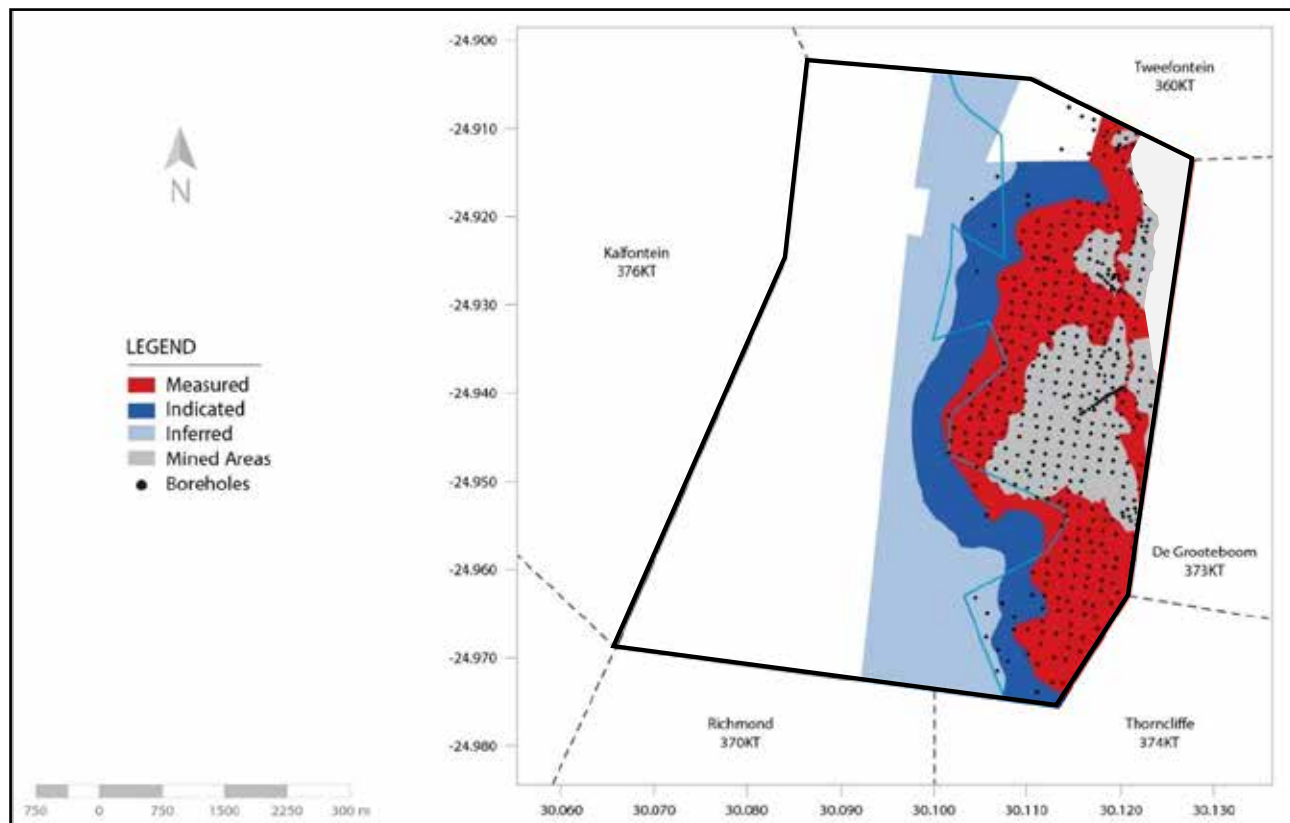 -24.900
-24.910
-24.920
-24.930
-24.940
-24.950
-24.960
-24.970
-24.980
Tweefontein
360KT
N
Kalfontein
376KT
LEGEND
Measured
Indicated
Inferred
Mined Areas
Boreholes
De Grooteboom
373KT
Richmond
370KT
Thorncliffe
374KT
750
0
750
1500
2250
300 m
30.060
30.070
30.080
30.090
30.100
30.110
30.120
30.130